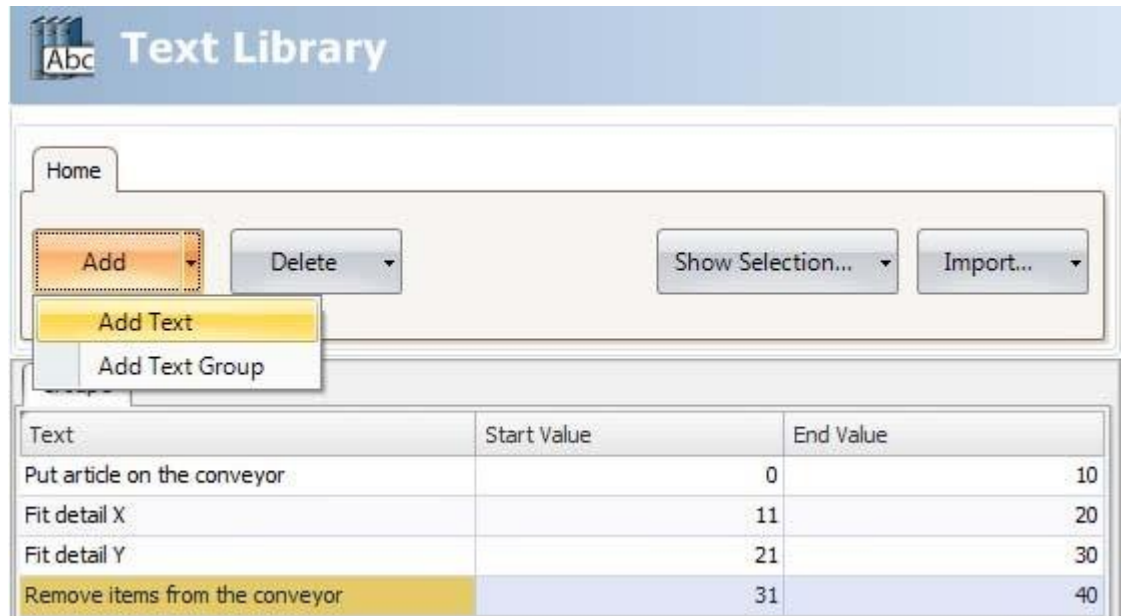 Abc Text Library
Home
Add Delete Show Selection... Import...
Add Text
Add Text Group
Text Start Value End Value
Put article on the conveyor 0 10
Fit detail X 11 20
Fit detail Y 21 30
Remove items from the conveyor 31 40